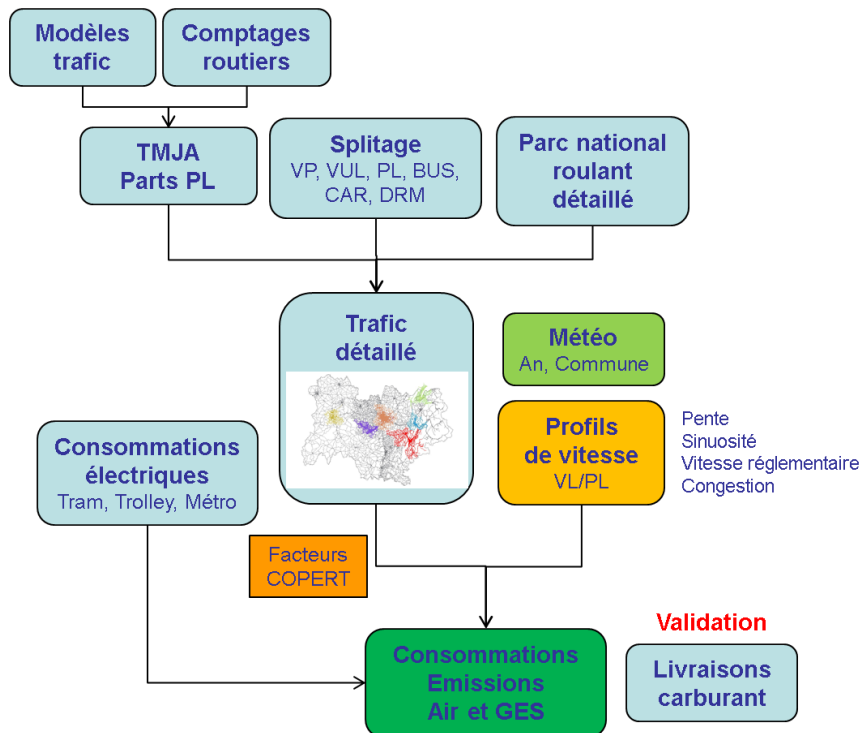 Modèles
trafic
Comptages
routiers
TMJA
Parts PL
Splitage
VP, VUL, PL, BUS,
CAR, DRM
Parc national
roulant
détaillé
Trafic
détaillé
Météo
An, Commune
Profils
de vitesse
VL/PL
Pente
Sinuosité
Vitesse réglementaire
Congestion
Consommations
électriques
Tram, Trolley, Métro
Facteurs
COPERT
Consommations
Emissions
Air et GES
Validation
Livraisons
carburant